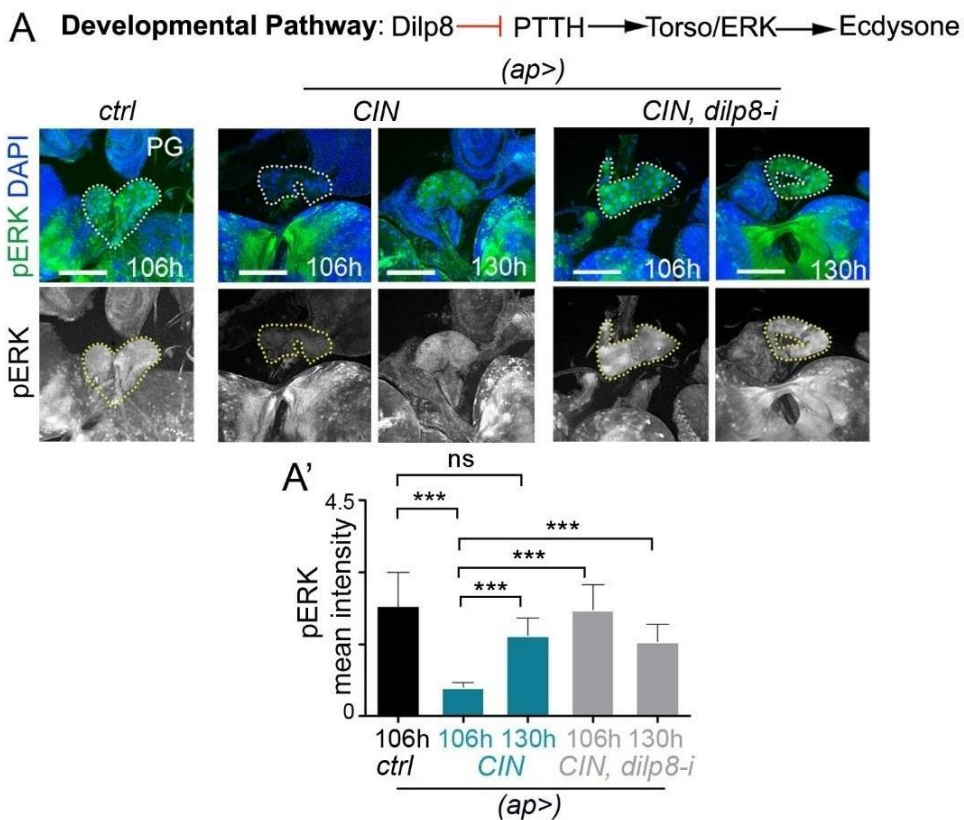 A Developmental Pathway: Dilp8 PTTH Torso/ERK Ecdysone
(ap>)
ctrl CIN CIN, dilp8-i
pERK DAPI
PG
106h 106h 130h 106h 130h
pERK
A'
ns
***
***
***
***
4.5
pERK
mean intensity
0
106h 106h 130h 106h 130h
ctrl CIN CIN, dilp8-i
(ap>)